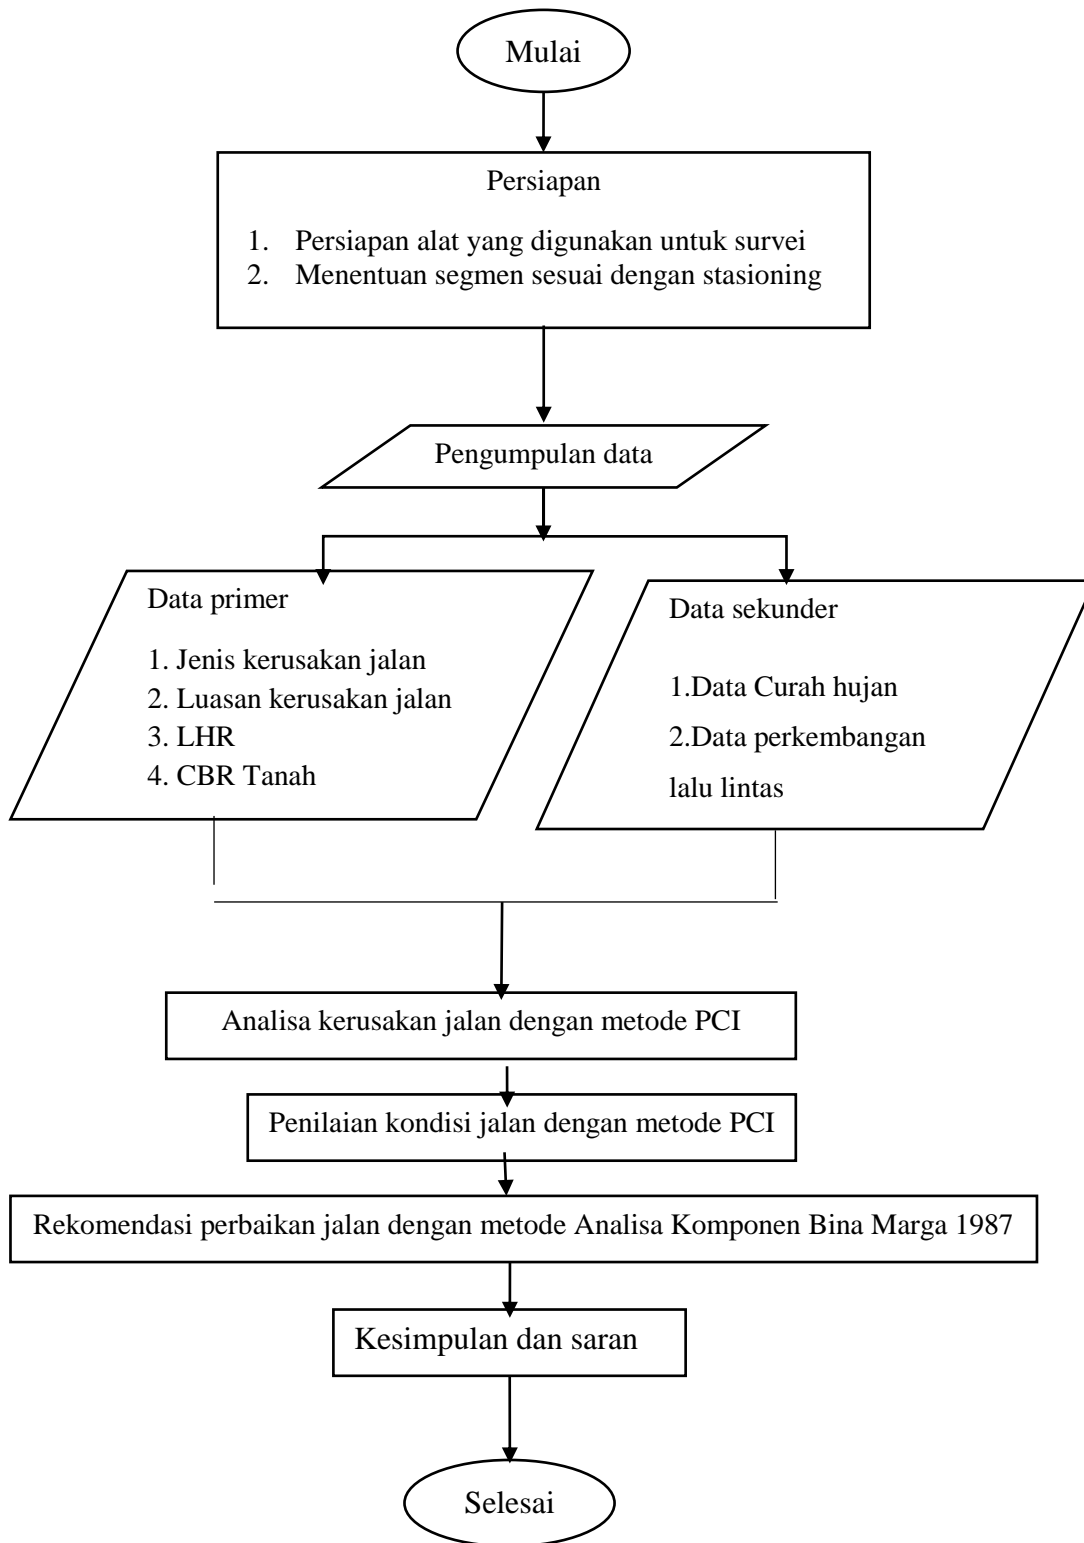 Mulai
Persiapan
1. Persiapan alat yang digunakan untuk survei
2. Menentuan segmen sesuai dengan stasioning
Pengumpulan data
Data primer
1. Jenis kerusakan jalan
2. Luasan kerusakan jalan
3. LHR
4. CBR Tanah
Data sekunder
1.Data Curah hujan
2.Data perkembangan
lalu lintas
Analisa kerusakan jalan dengan metode PCI
Penilaian kondisi jalan dengan metode PCI
Rekomendasi perbaikan jalan dengan metode Analisa Komponen Bina Marga 1987
Kesimpulan dan saran
Selesai